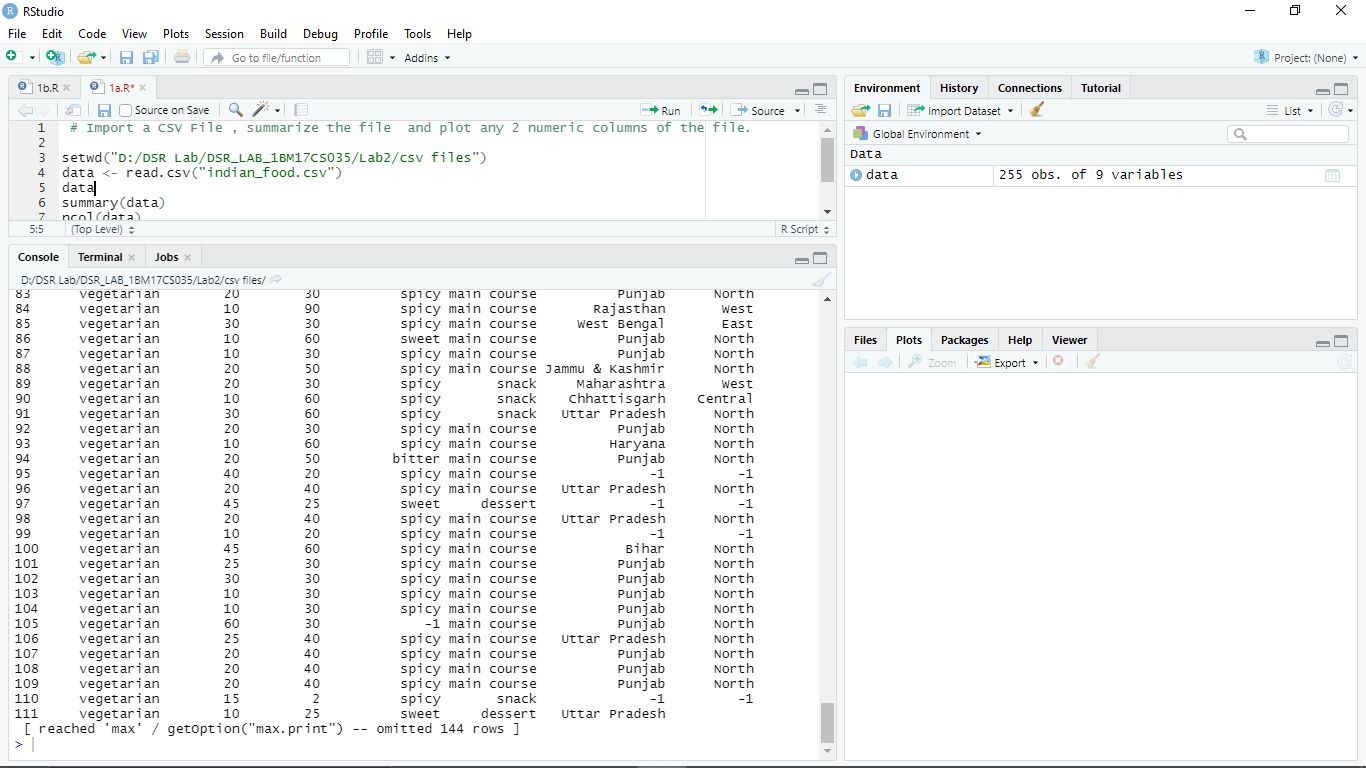 RStudio
File Edit Code View Plots Session Build Debug Profile Tools Help
Go to file/function Addins Project: (None)
1b.R 1a.R*
Source on Save Run Source
1 # Import a CSV File , summarize the file and plot any 2 numeric columns of the file.
2
3 setwd("D:/DSR Lab/DSR_LAB_1BM17CS035/Lab2/csv files")
4 data <- read.csv("indian_food.csv")
5 data
6 summary(data)
7 ncol(data)
5:5 (Top Level) R Script
Console Terminal Jobs
D:/DSR Lab/DSR_LAB_1BM17CS035/Lab2/csv files/
83 vegetarian 20 30 spicy main course Punjab North
84 vegetarian 10 90 spicy main course Rajasthan West
85 vegetarian 30 30 spicy main course West Bengal East
86 vegetarian 10 60 sweet main course Punjab North
87 vegetarian 10 30 spicy main course Punjab North
88 vegetarian 20 50 spicy main course Jammu & Kashmir North
89 vegetarian 20 30 spicy snack Maharashtra West
90 vegetarian 10 60 spicy snack Chhattisgarh Central
91 vegetarian 30 60 spicy snack Uttar Pradesh North
92 vegetarian 20 30 spicy main course Punjab North
93 vegetarian 10 60 spicy main course Haryana North
94 vegetarian 20 50 bitter main course Punjab North
95 vegetarian 40 20 spicy main course -1 -1
96 vegetarian 20 40 spicy main course Uttar Pradesh North
97 vegetarian 45 25 sweet dessert -1 -1
98 vegetarian 20 40 spicy main course Uttar Pradesh North
99 vegetarian 10 20 spicy main course -1 -1
100 vegetarian 45 60 spicy main course Bihar North
101 vegetarian 25 30 spicy main course Punjab North
102 vegetarian 30 30 spicy main course Punjab North
103 vegetarian 10 30 spicy main course Punjab North
104 vegetarian 10 30 spicy main course Punjab North
105 vegetarian 60 30 -1 main course Punjab North
106 vegetarian 25 40 spicy main course Uttar Pradesh North
107 vegetarian 20 40 spicy main course Punjab North
108 vegetarian 20 40 spicy main course Punjab North
109 vegetarian 20 40 spicy main course Punjab North
110 vegetarian 15 2 spicy snack -1 -1
111 vegetarian 10 25 sweet dessert Uttar Pradesh
[ reached 'max' / getOption("max.print") -- omitted 144 rows ]
>
Environment History Connections Tutorial
Import Dataset List
Global Environment
Data
data 255 obs. of 9 variables
Files Plots Packages Help Viewer
Zoom Export